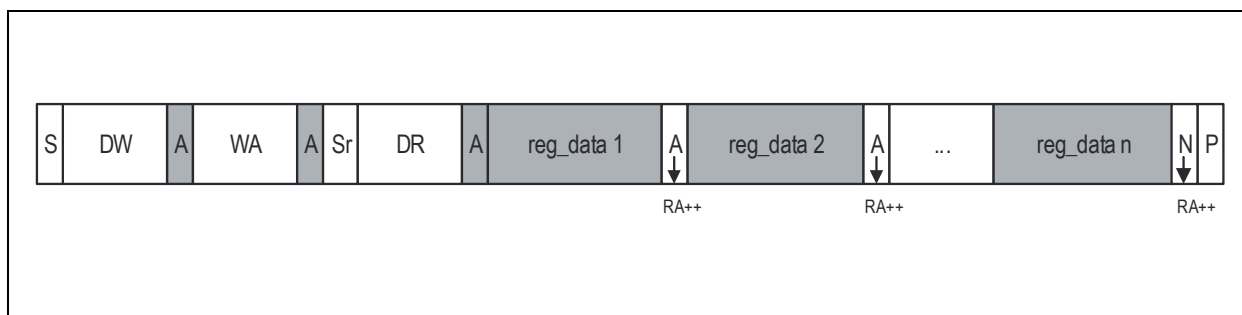 S DW A WA A Sr DR A reg_data 1 A reg_data 2 A ... reg_data n N P
RA++ RA++ RA++